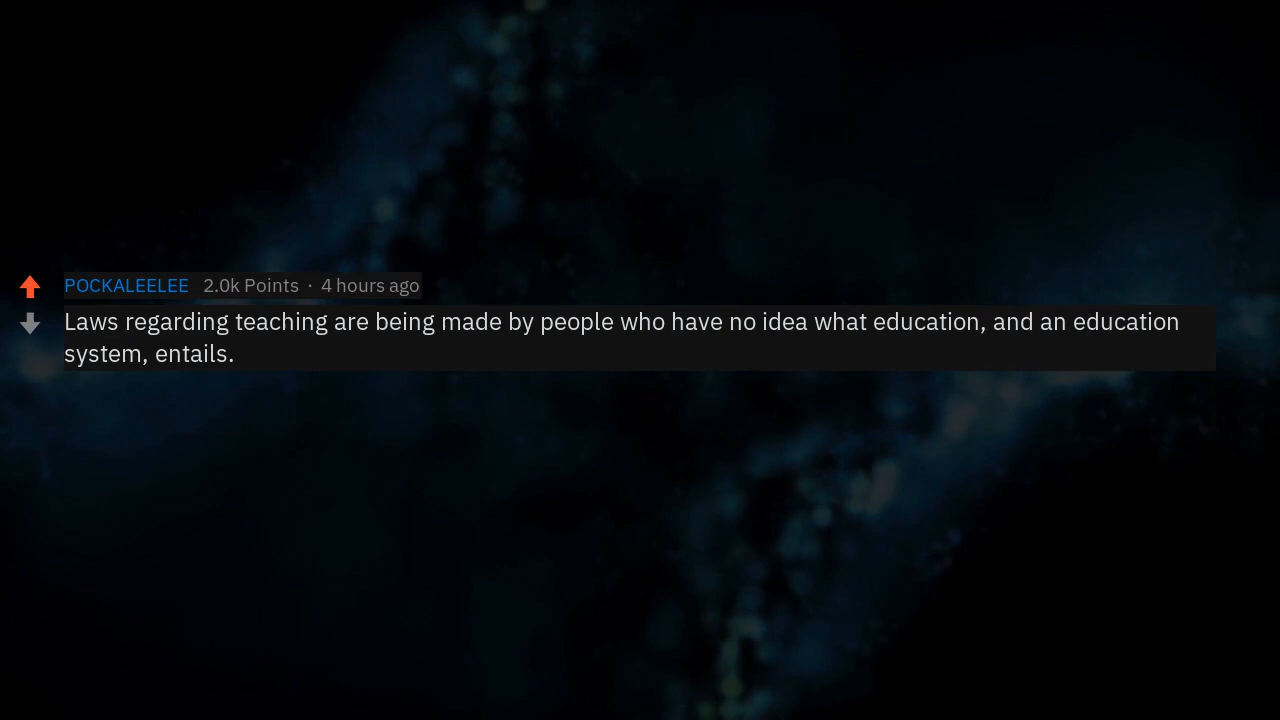 POCKALEELEE 2.0k Points · 4 hours ago
Laws regarding teaching are being made by people who have no idea what education, and an education
system, entails.